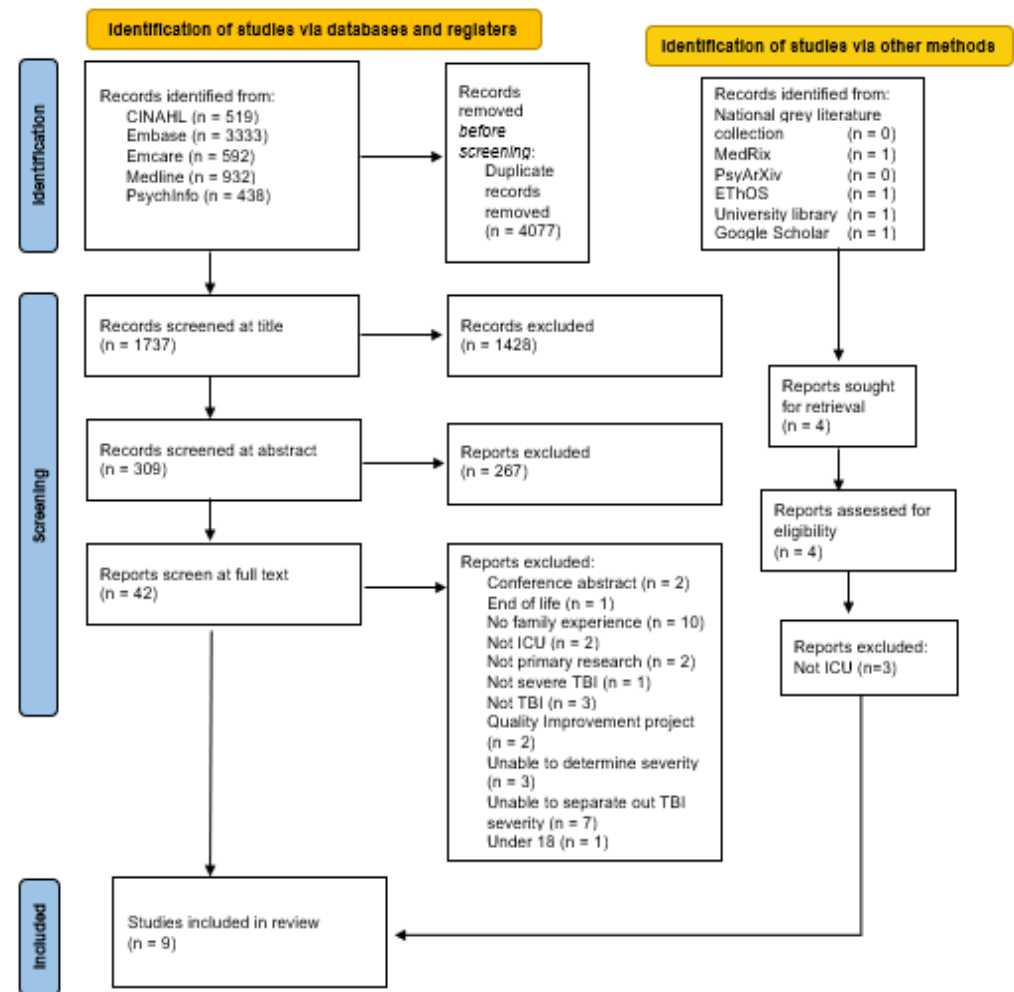 Identification of studies via databases and registers
Identification of studies via other methods
Identification
Records identified from:
CINAHL (n = 519)
Embase (n = 3333)
Emcare (n = 592)
Medline (n = 932)
PsychInfo (n = 438)
Records
removed
before
screening:
Duplicate
records
removed
(n = 4077)
Records identified from:
National grey literature
collection (n = 0)
MedRix (n = 1)
PsyArXiv (n = 0)
EThOS (n = 1)
University library (n = 1)
Google Scholar (n = 1)
Screening
Records screened at title
(n = 1737)
Records excluded
(n = 1428)
Reports sought
for retrieval
(n = 4)
Records screened at abstract
(n = 309)
Reports excluded
(n = 267)
Reports assessed for
eligibility
(n = 4)
Reports screen at full text
(n = 42)
Reports excluded:
Conference abstract (n = 2)
End of life (n = 1)
No family experience (n = 10)
Not ICU (n = 2)
Not primary research (n = 2)
Not severe TBI (n = 1)
Not TBI (n = 3)
Quality Improvement project
(n = 2)
Unable to determine severity
(n = 3)
Unable to separate out TBI
severity (n = 7)
Under 18 (n = 1)
Reports excluded:
Not ICU (n=3)
Included
Studies included in review
(n = 9)